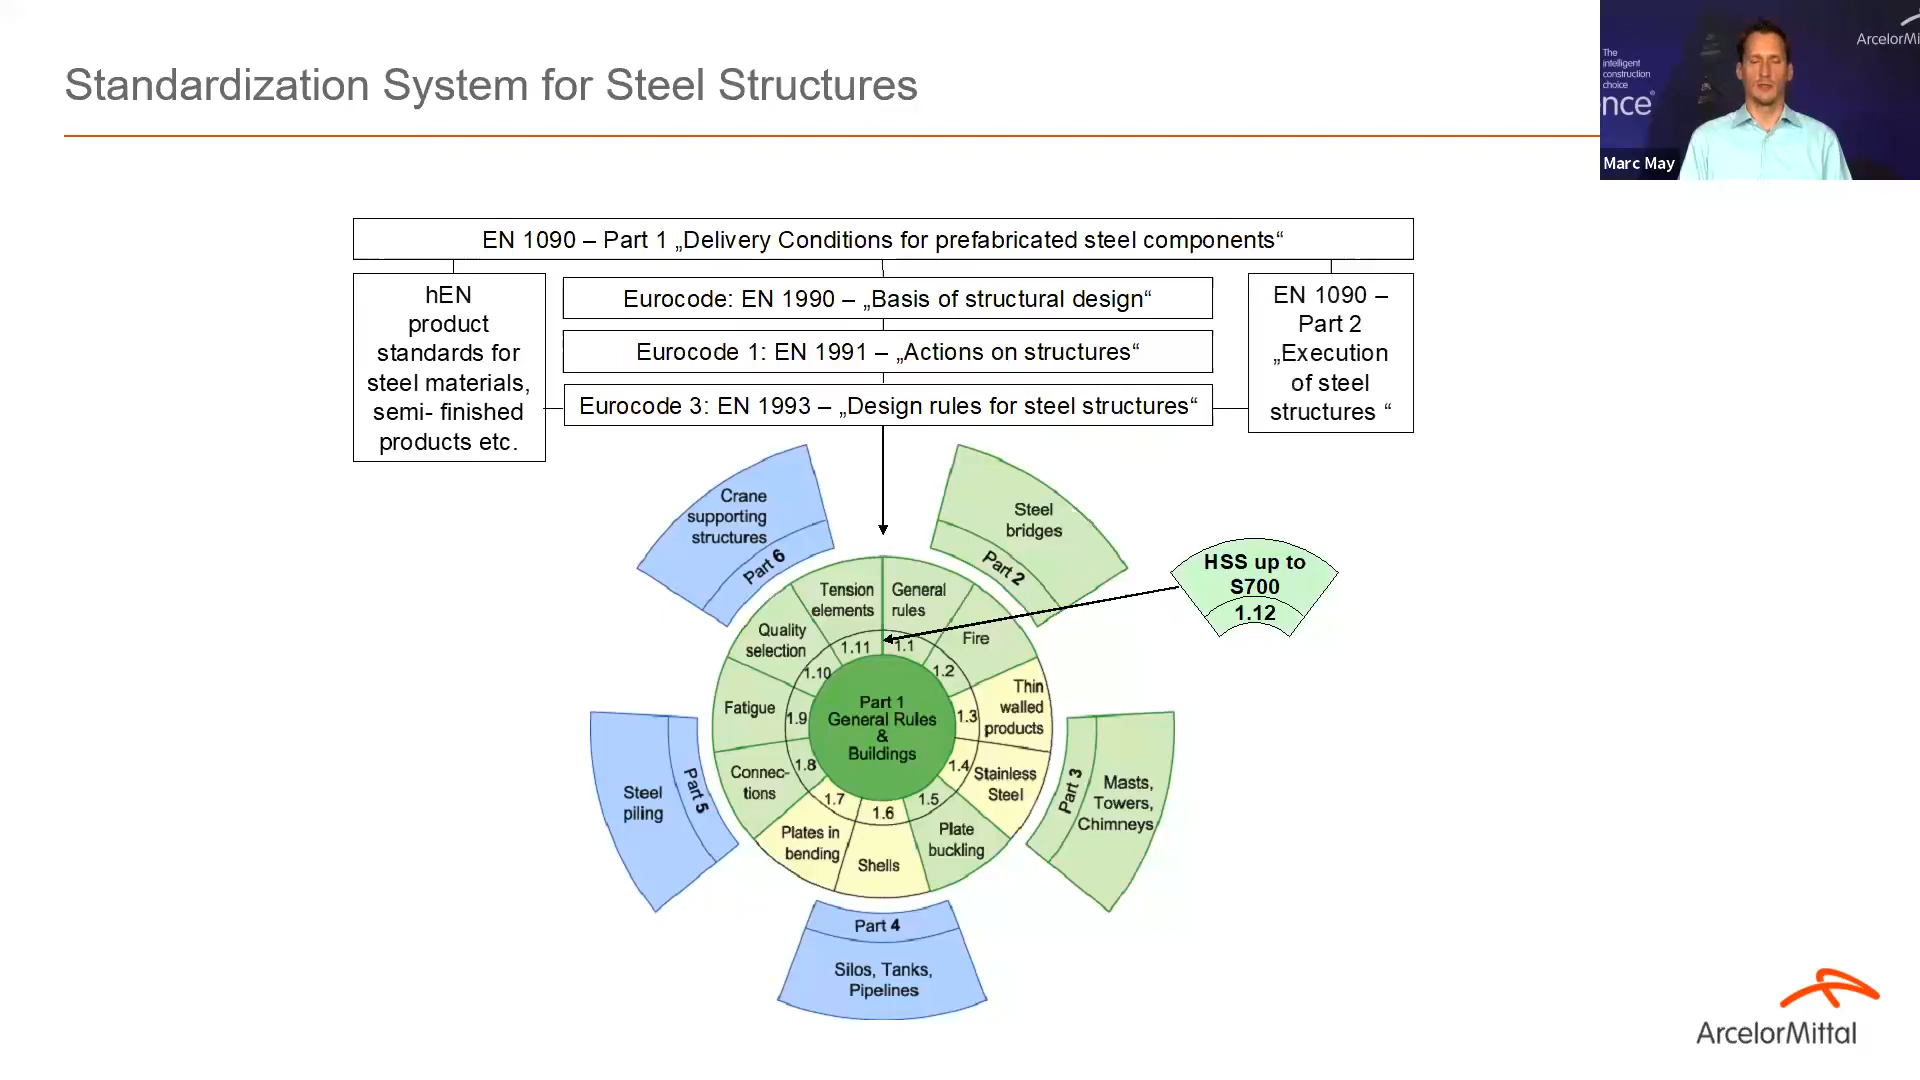 Standardization System for Steel Structures
The
intelligent
construction
choice
nce®
ArcelorMi
Marc May
EN 1090 – Part 1 „Delivery Conditions for prefabricated steel components“
hEN
product
standards for
steel materials,
semi- finished
products etc.
Eurocode: EN 1990 – „Basis of structural design“
Eurocode 1: EN 1991 – „Actions on structures“
Eurocode 3: EN 1993 – „Design rules for steel structures“
EN 1090 –
Part 2
„Execution
of steel
structures “
Crane
supporting
structures
Part 6
Steel
bridges
Part 2
HSS up to
S700
1.12
Tension
elements
1.11
General
rules
1.1
Quality
selection
1.10
Fire
1.2
Fatigue
1.9
Part 1
General Rules
&
Buildings
Thin
walled
products
1.3
Connec-
tions
1.8
Stainless
Steel
1.4
Plates in
bending
1.7
Shells
1.6
Plate
buckling
1.5
Steel
piling
Part 5
Part 3
Masts,
Towers,
Chimneys
Part 4
Silos, Tanks,
Pipelines
ArcelorMittal